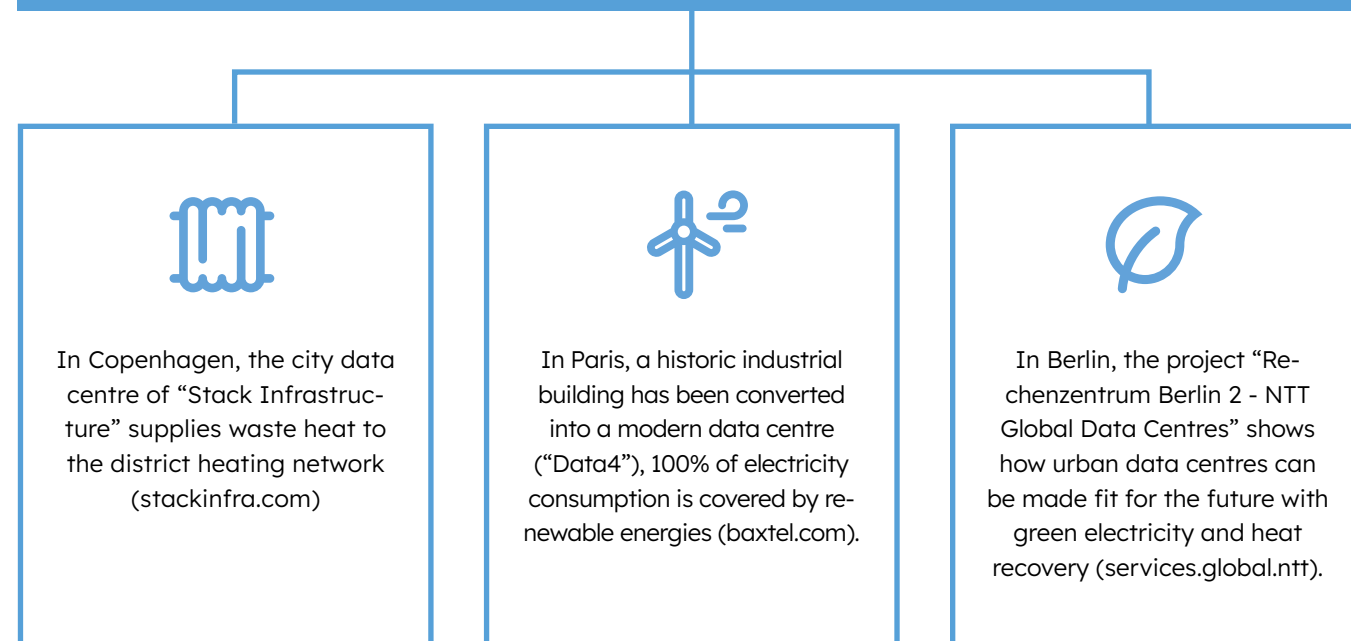 In Copenhagen, the city data
centre of “Stack Infrastruc-
ture” supplies waste heat to
the district heating network
(stackinfra.com)
In Paris, a historic industrial
building has been converted
into a modern data centre
(“Data4”), 100% of electricity
consumption is covered by re-
newable energies (baxtel.com).
In Berlin, the project “Re-
chenzentrum Berlin 2 - NTT
Global Data Centres” shows
how urban data centres can
be made fit for the future with
green electricity and heat
recovery (services.global.ntt).